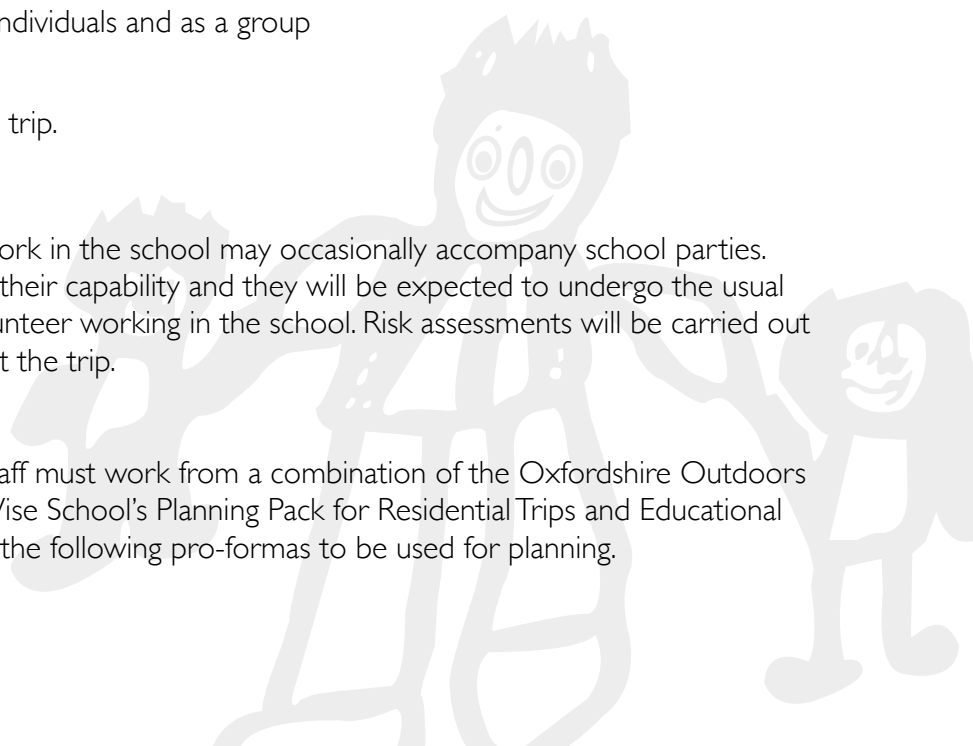 ndividuals and as a group
trip.
ork in the school may occasionally accompany school parties.
their capability and they will be expected to undergo the usual
unteer working in the school. Risk assessments will be carried out
t the trip.
aff must work from a combination of the Oxfordshire Outdoors
ise School's Planning Pack for Residential Trips and Educational
the following pro-formas to be used for planning.